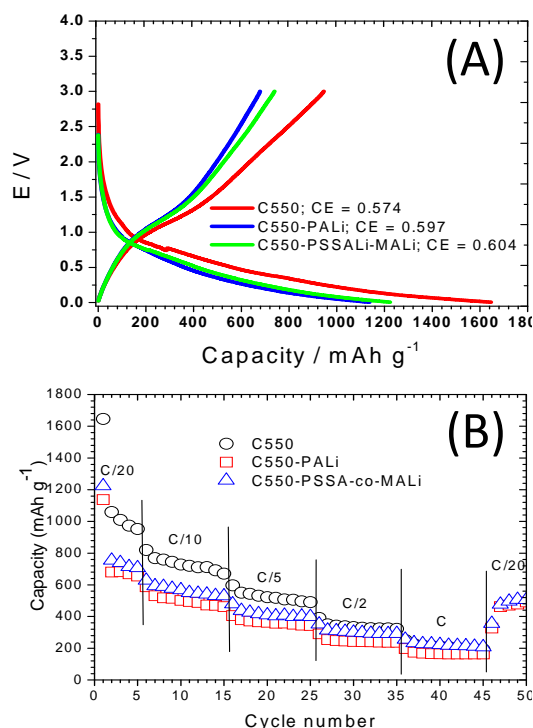 (A)
4.0
3.5
3.0
2.5
2.0
1.5
1.0
0.5
0.0
E / V
C550; CE = 0.574
C550-PALi; CE = 0.597
C550-PSSALi-MALi; CE = 0.604
0 200 400 600 800 1000 1200 1400 1600 180
Capacity / mAh g-1
(B)
1800
1600
1400
1200
1000
800
600
400
200
0
Capacity (mAh g-1)
C550
C550-PALi
C550-PSSA-co-MALi
C/20
C/10
C/5
C/2
C
C/20
0 5 10 15 20 25 30 35 40 45 50
Cycle number